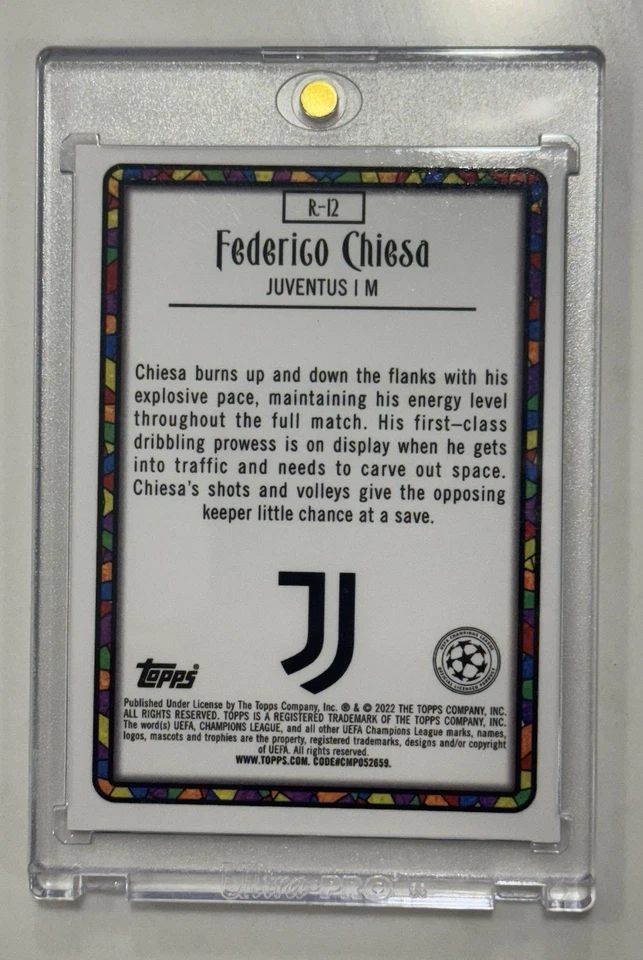 R-12
Federico Chiesa
JUVENTUS | M
Chiesa burns up and down the flanks with his
explosive pace, maintaining his energy level
throughout the full match. His first-class
dribbling prowess is on display when he gets
into traffic and needs to carve out space.
Chiesa's shots and volleys give the opposing
keeper little chance at a save.
Topps
UEFA CHAMPIONS LEAGUE
OFFICIAL LICENSED PRODUCT
Published Under License by The Topps Company, Inc. ® & © 2022 THE TOPPS COMPANY, INC.
ALL RIGHTS RESERVED. TOPPS IS A REGISTERED TRADEMARK OF THE TOPPS COMPANY, INC.
The word(s) UEFA, CHAMPIONS LEAGUE, and all other UEFA Champions League marks, names,
logos, mascots and trophies are the property, registered trademarks, designs and/or copyright
of UEFA. All rights reserved.
WWW.TOPPS.COM. CODE#CMP052659.
Ultra-PRO®